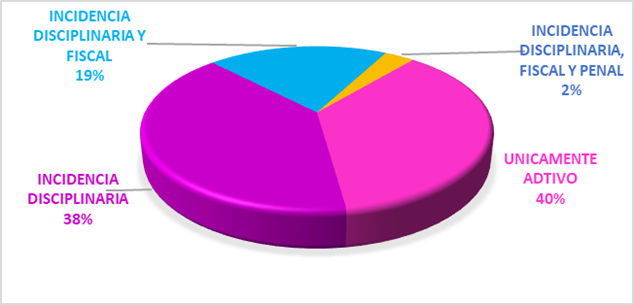 INCIDENCIA
DISCIPLINARIA Y
FISCAL
19%
INCIDENCIA
DISCIPLINARIA,
FISCAL Y PENAL
2%
INCIDENCIA
DISCIPLINARIA
38%
UNICAMENTE
ADTIVO
40%